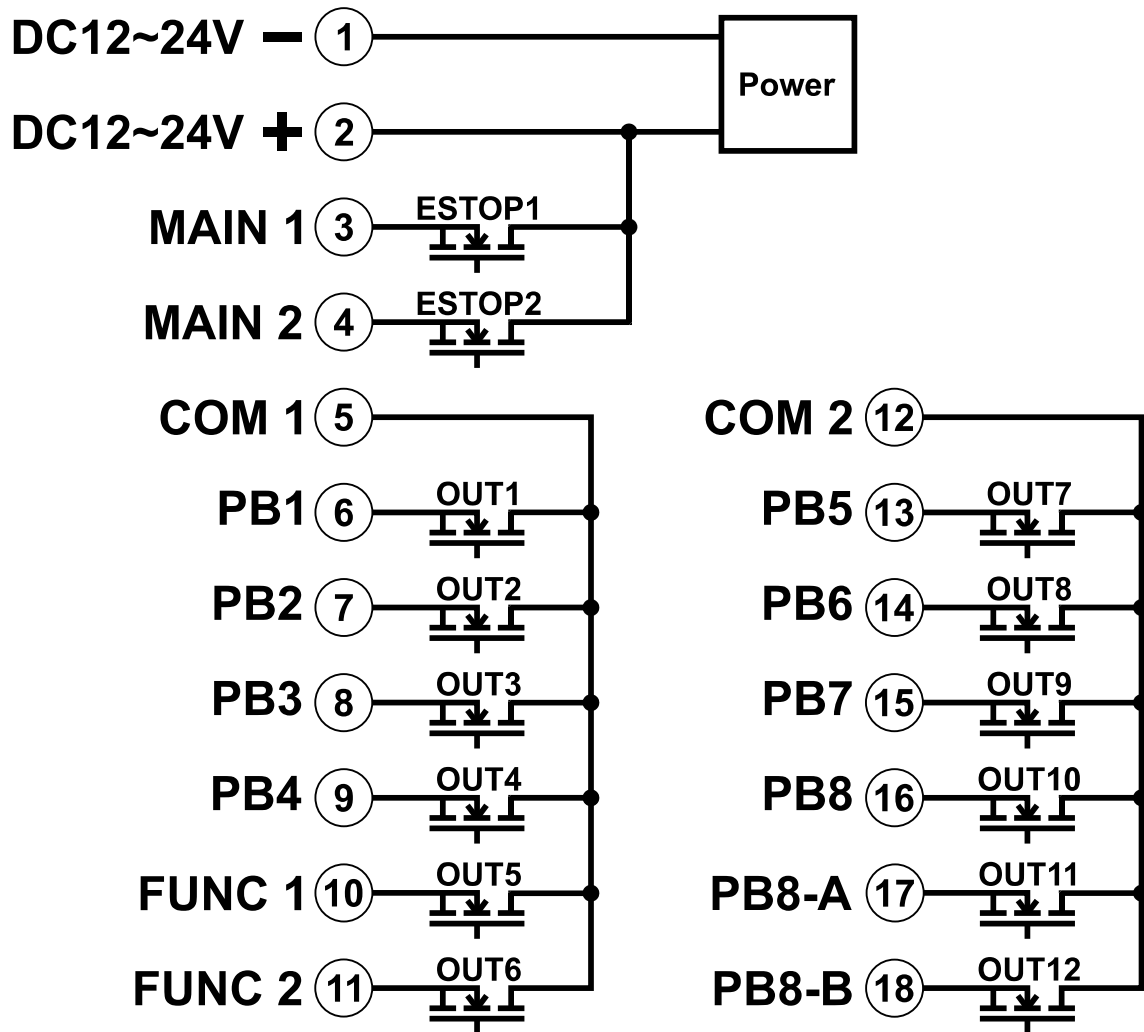 DC12~24V − 1
Power
DC12~24V + 2
MAIN 1 3 ESTOP1
MAIN 2 4 ESTOP2
COM 1 5
PB1 6 OUT1
PB2 7 OUT2
PB3 8 OUT3
PB4 9 OUT4
FUNC 1 10 OUT5
FUNC 2 11 OUT6
COM 2 12
PB5 13 OUT7
PB6 14 OUT8
PB7 15 OUT9
PB8 16 OUT10
PB8-A 17 OUT11
PB8-B 18 OUT12